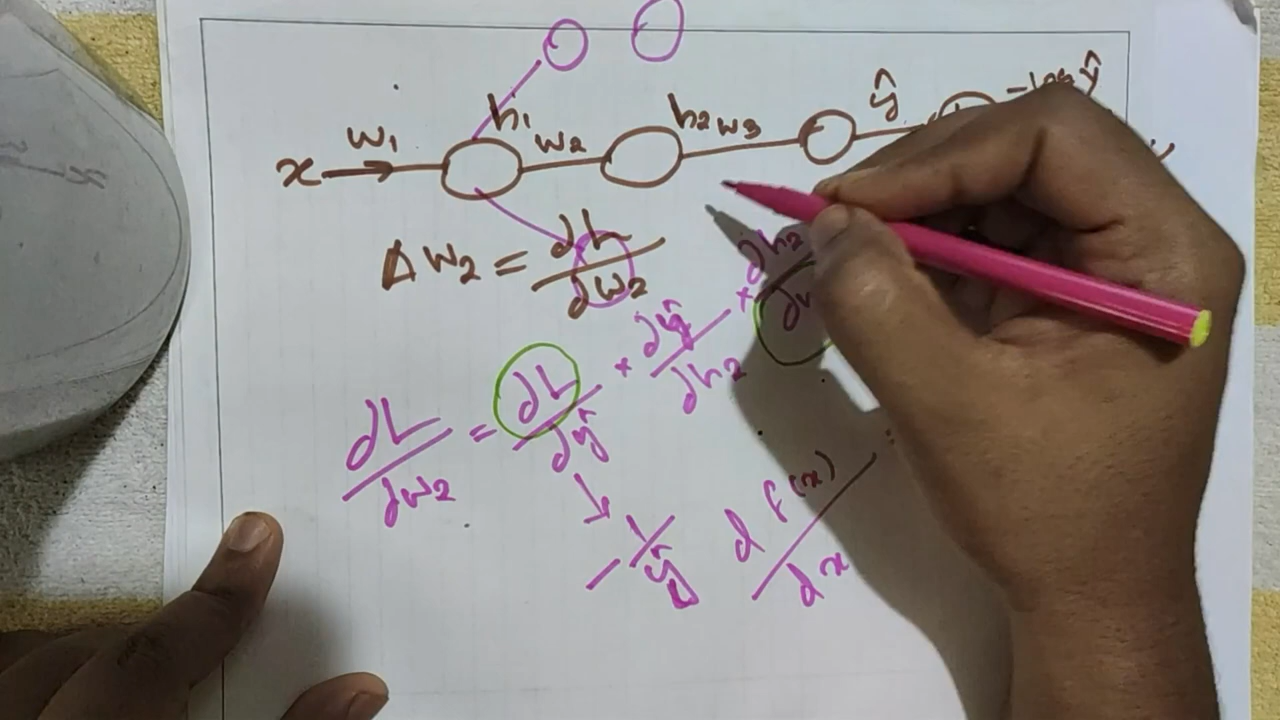 x w₁ h₁ w₂ h₂ w₃ ŷ -log ŷ
Δw₂ = dL/dw₂
dL/dw₂ = dL/dŷ × dŷ/dh₂ × dh₂/
↓
-1/ŷ d f(x)/dx